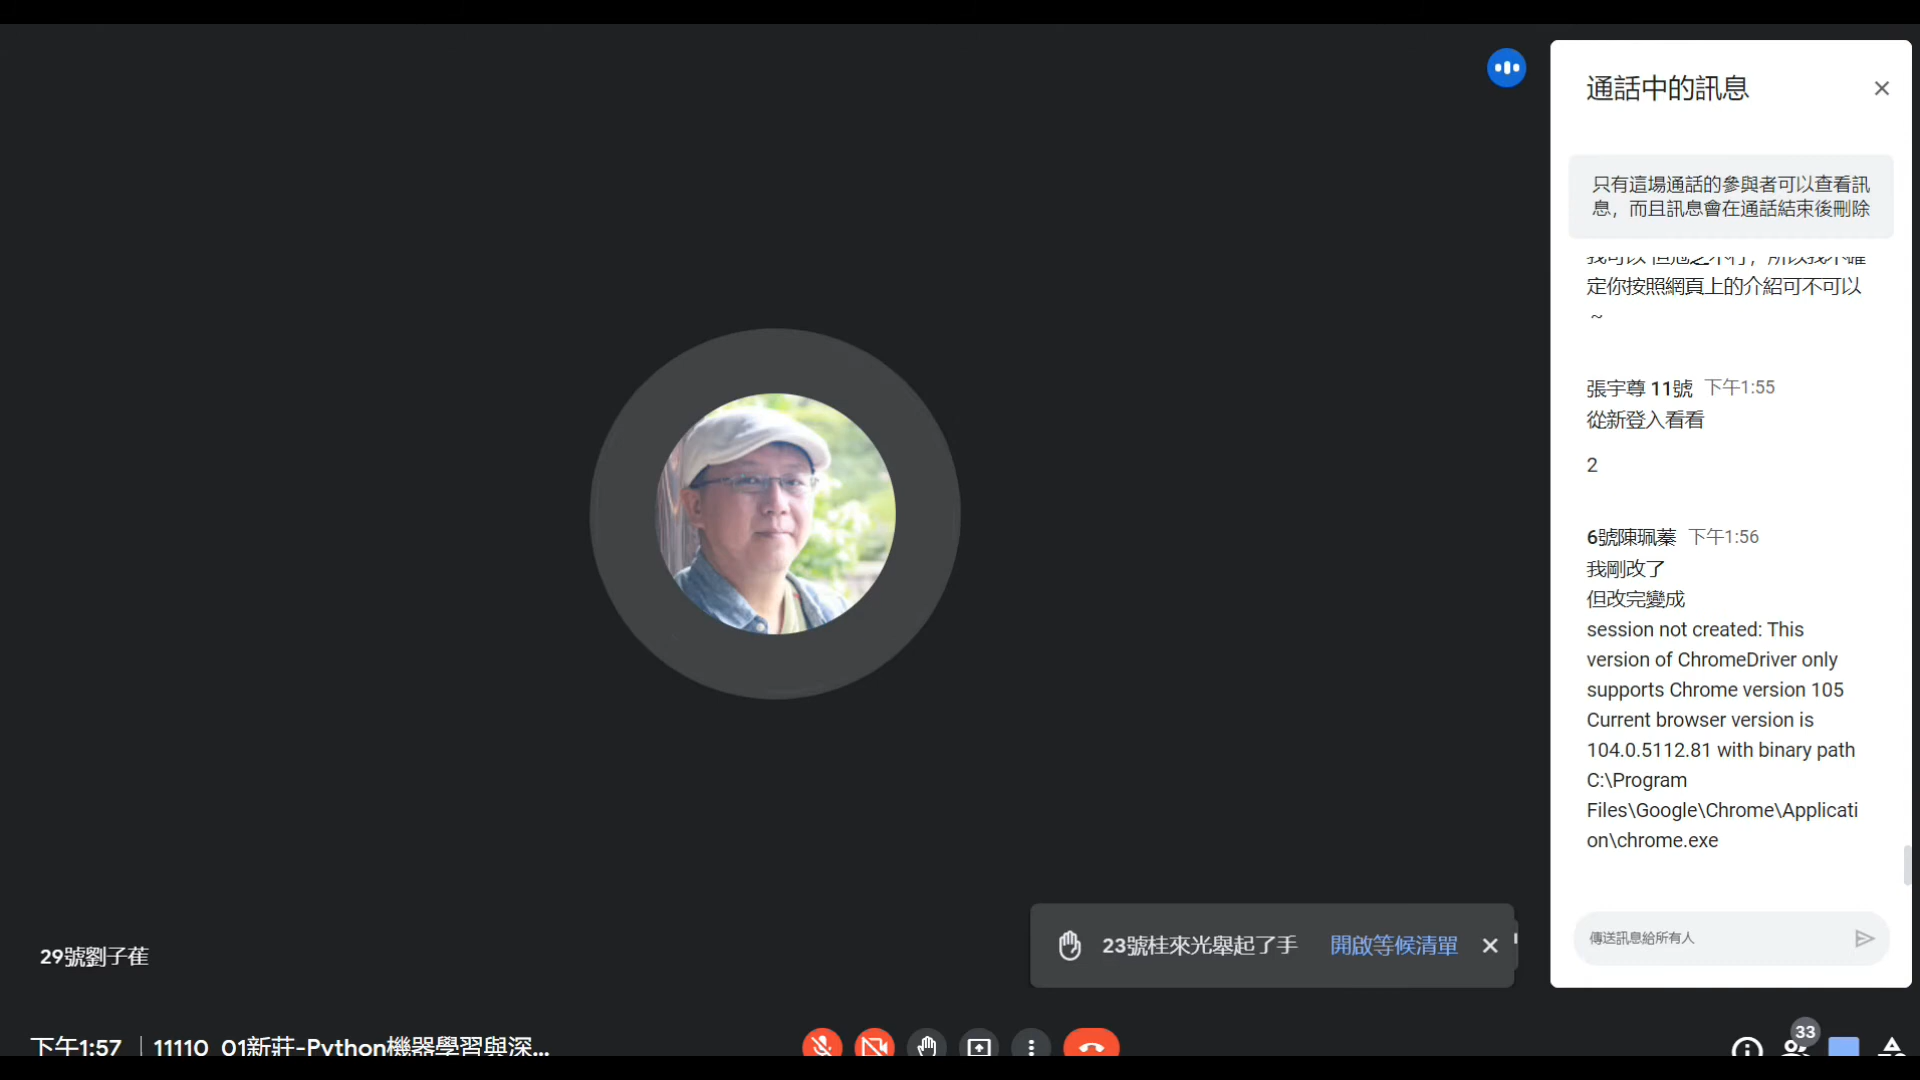 通話中的訊息
只有這場通話的參與者可以查看訊
息，而且訊息會在通話結束後刪除
定你按照網頁上的介紹可不可以
~
張宇尊 11號 下午1:55
從新登入看看
2
6號陳珮蓁 下午1:56
我剛改了
但改完變成
session not created: This
version of ChromeDriver only
supports Chrome version 105
Current browser version is
104.0.5112.81 with binary path
C:\Program
Files\Google\Chrome\Applicati
on\chrome.exe
傳送訊息給所有人
23號桂來光舉起了手 開啟等候清單
29號劉子萑
下午1:57 | 11110_01新莊-Python機器學習與深...
33